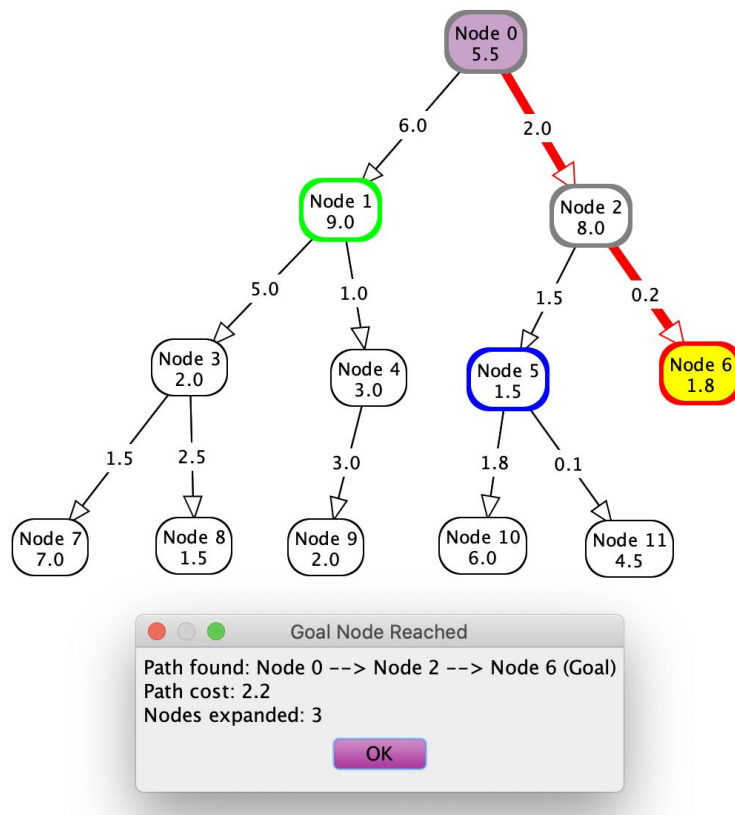 Node 0
5.5
6.0
2.0
Node 1
9.0
Node 2
8.0
5.0
1.0
1.5
0.2
Node 3
2.0
Node 4
3.0
Node 5
1.5
Node 6
1.8
1.5
2.5
3.0
1.8
0.1
Node 7
7.0
Node 8
1.5
Node 9
2.0
Node 10
6.0
Node 11
4.5
Goal Node Reached
Path found: Node 0 --> Node 2 --> Node 6 (Goal)
Path cost: 2.2
Nodes expanded: 3
OK